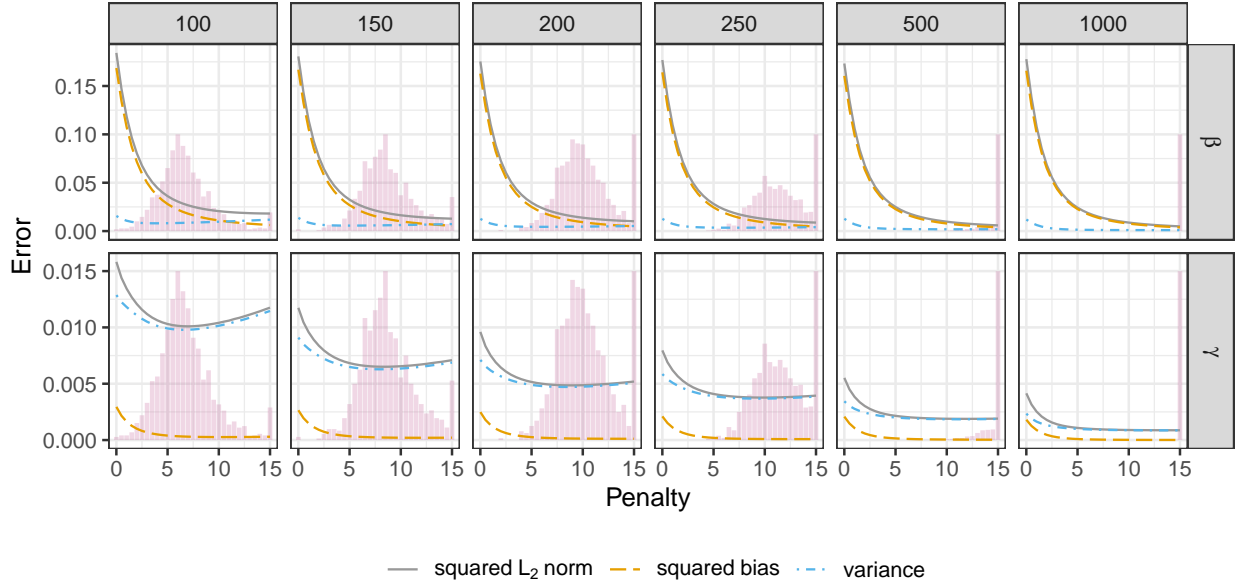 100 150 200 250 500 1000
0.15
0.10
0.05
0.00
β
0.015
0.010
0.005
0.000
γ
Error
0 5 10 15 0 5 10 15 0 5 10 15 0 5 10 15 0 5 10 15 0 5 10 15
Penalty
squared L₂ norm squared bias variance